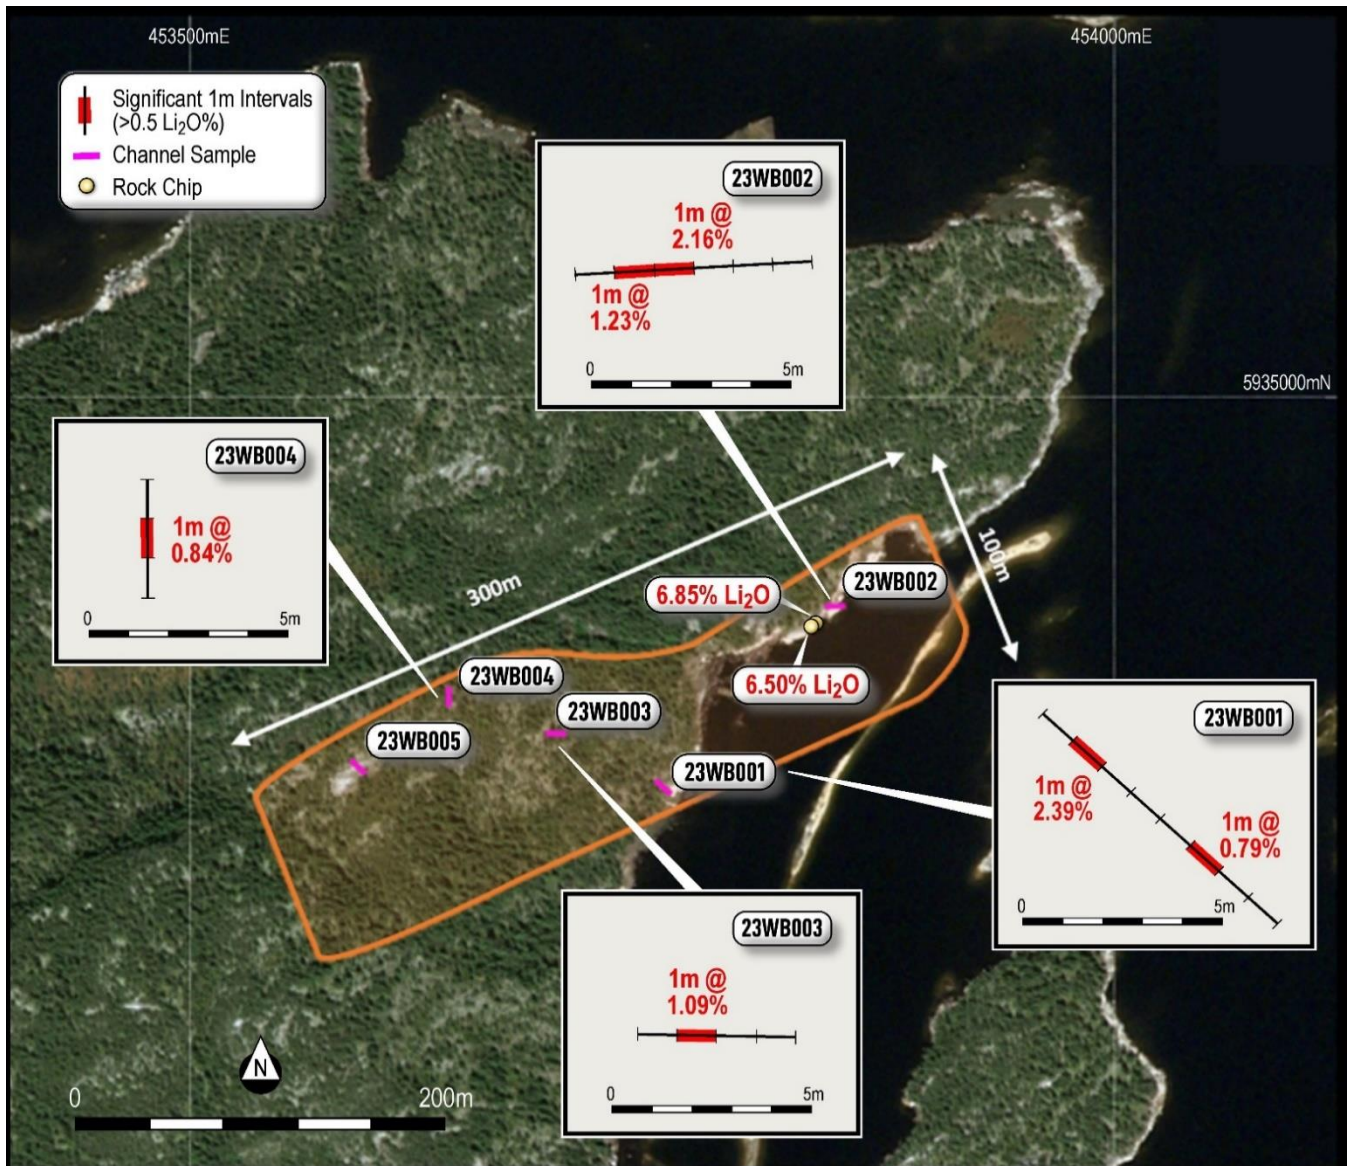 453500mE
454000mE
Significant 1m Intervals
(>0.5 Li₂O%)
Channel Sample
Rock Chip
23WB002
1m @
2.16%
1m @
1.23%
0 5m
5935000mN
23WB004
1m @
0.84%
0 5m
300m
100m
6.85% Li₂O
23WB002
6.50% Li₂O
23WB004
23WB003
23WB005
23WB001
23WB001
1m @
2.39%
1m @
0.79%
0 5m
23WB003
1m @
1.09%
0 5m
N
0 200m